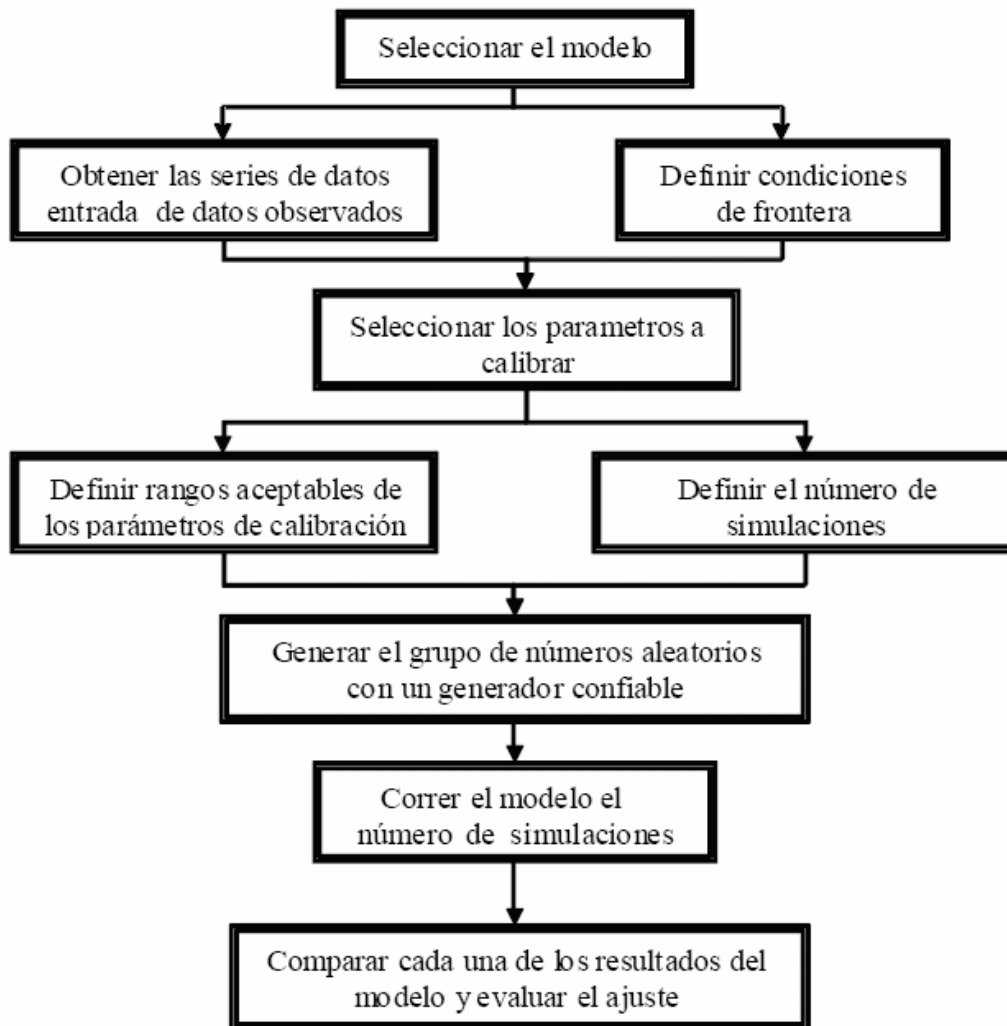 Seleccionar el modelo
Obtener las series de datos
entrada de datos observados
Definir condiciones
de frontera
Seleccionar los parametros a
calibrar
Definir rangos aceptables de
los parámetros de calibración
Definir el número de
simulaciones
Generar el grupo de números aleatorios
con un generador confiable
Correr el modelo el
número de simulaciones
Comparar cada una de los resultados del
modelo y evaluar el ajuste